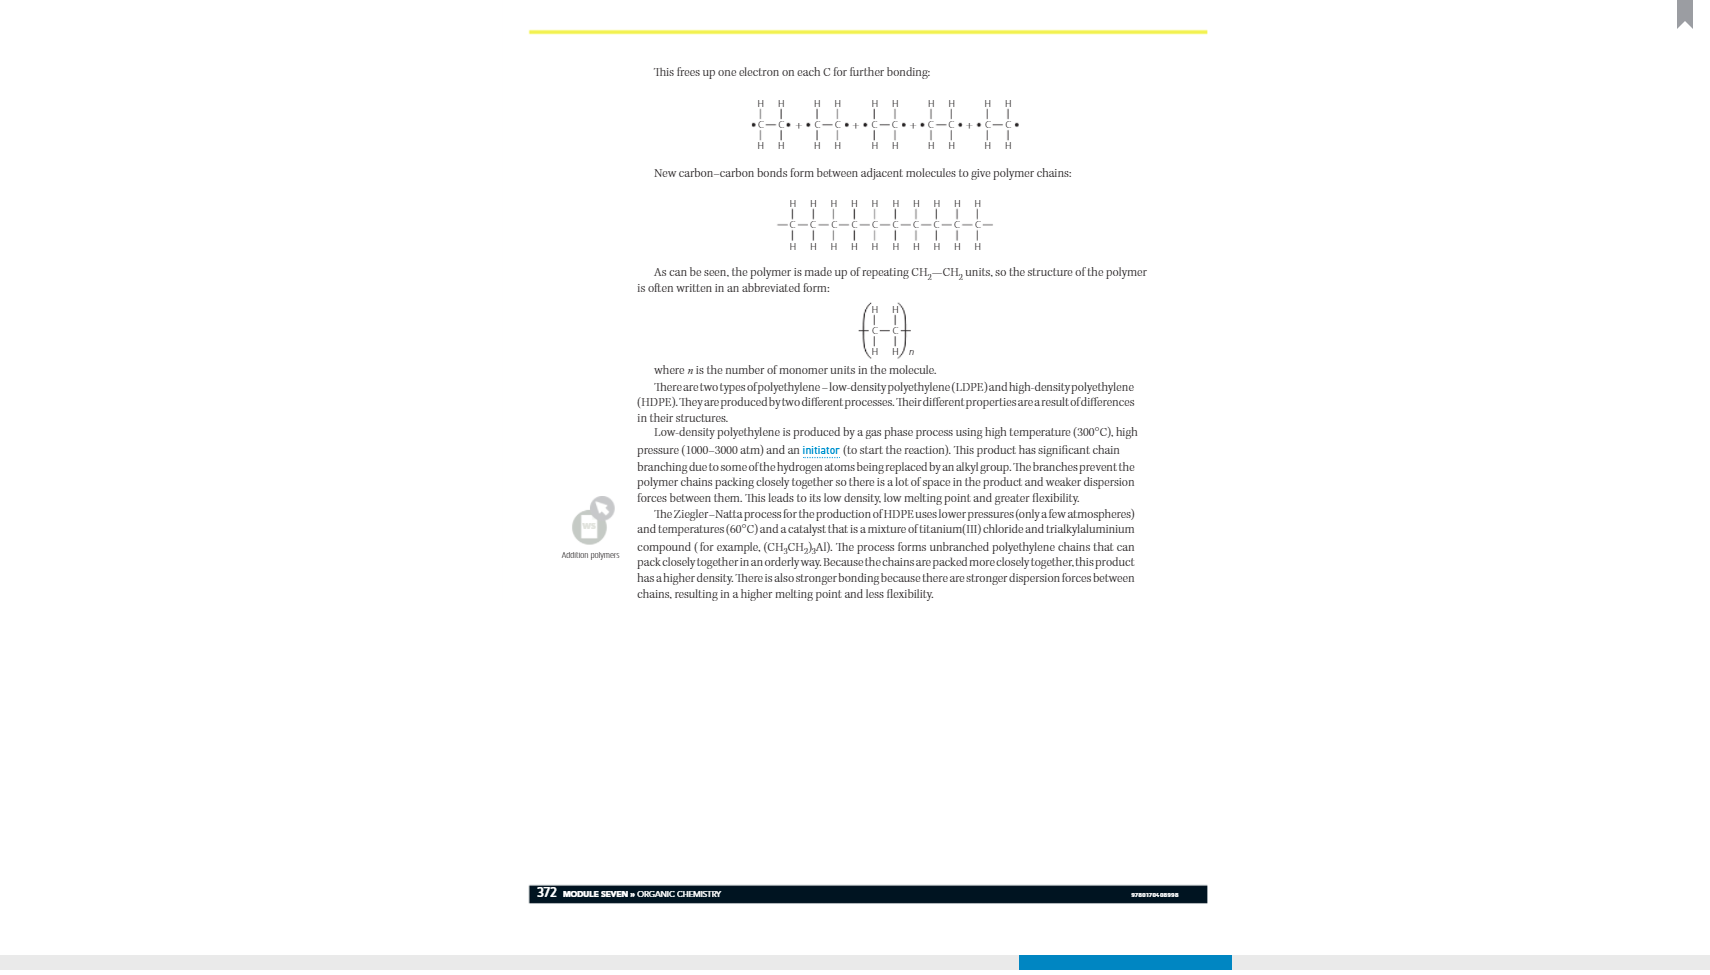 This frees up one electron on each C for further bonding:
H H H H H H H H H H
•C—C• + •C—C• + •C—C• + •C—C• + •C—C•
H H H H H H H H H H
New carbon–carbon bonds form between adjacent molecules to give polymer chains:
H H H H H H H H H H
—C—C—C—C—C—C—C—C—C—C—
H H H H H H H H H H
As can be seen, the polymer is made up of repeating CH₂—CH₂ units, so the structure of the polymer
is often written in an abbreviated form:
H H
C—C
H H n
where n is the number of monomer units in the molecule.
There are two types of polyethylene – low-density polyethylene (LDPE) and high-density polyethylene
(HDPE). They are produced by two different processes. Their different properties are a result of differences
in their structures.
Low-density polyethylene is produced by a gas phase process using high temperature (300°C), high
pressure (1000–3000 atm) and an initiator (to start the reaction). This product has significant chain
branching due to some of the hydrogen atoms being replaced by an alkyl group. The branches prevent the
polymer chains packing closely together so there is a lot of space in the product and weaker dispersion
forces between them. This leads to its low density, low melting point and greater flexibility.
The Ziegler–Natta process for the production of HDPE uses lower pressures (only a few atmospheres)
and temperatures (60°C) and a catalyst that is a mixture of titanium(III) chloride and trialkylaluminium
compound (for example, (CH₃CH₂)₃Al). The process forms unbranched polyethylene chains that can
pack closely together in an orderly way. Because the chains are packed more closely together, this product
has a higher density. There is also stronger bonding because there are stronger dispersion forces between
chains, resulting in a higher melting point and less flexibility.
WS
Addition polymers
372 MODULE SEVEN » ORGANIC CHEMISTRY
9780170408998